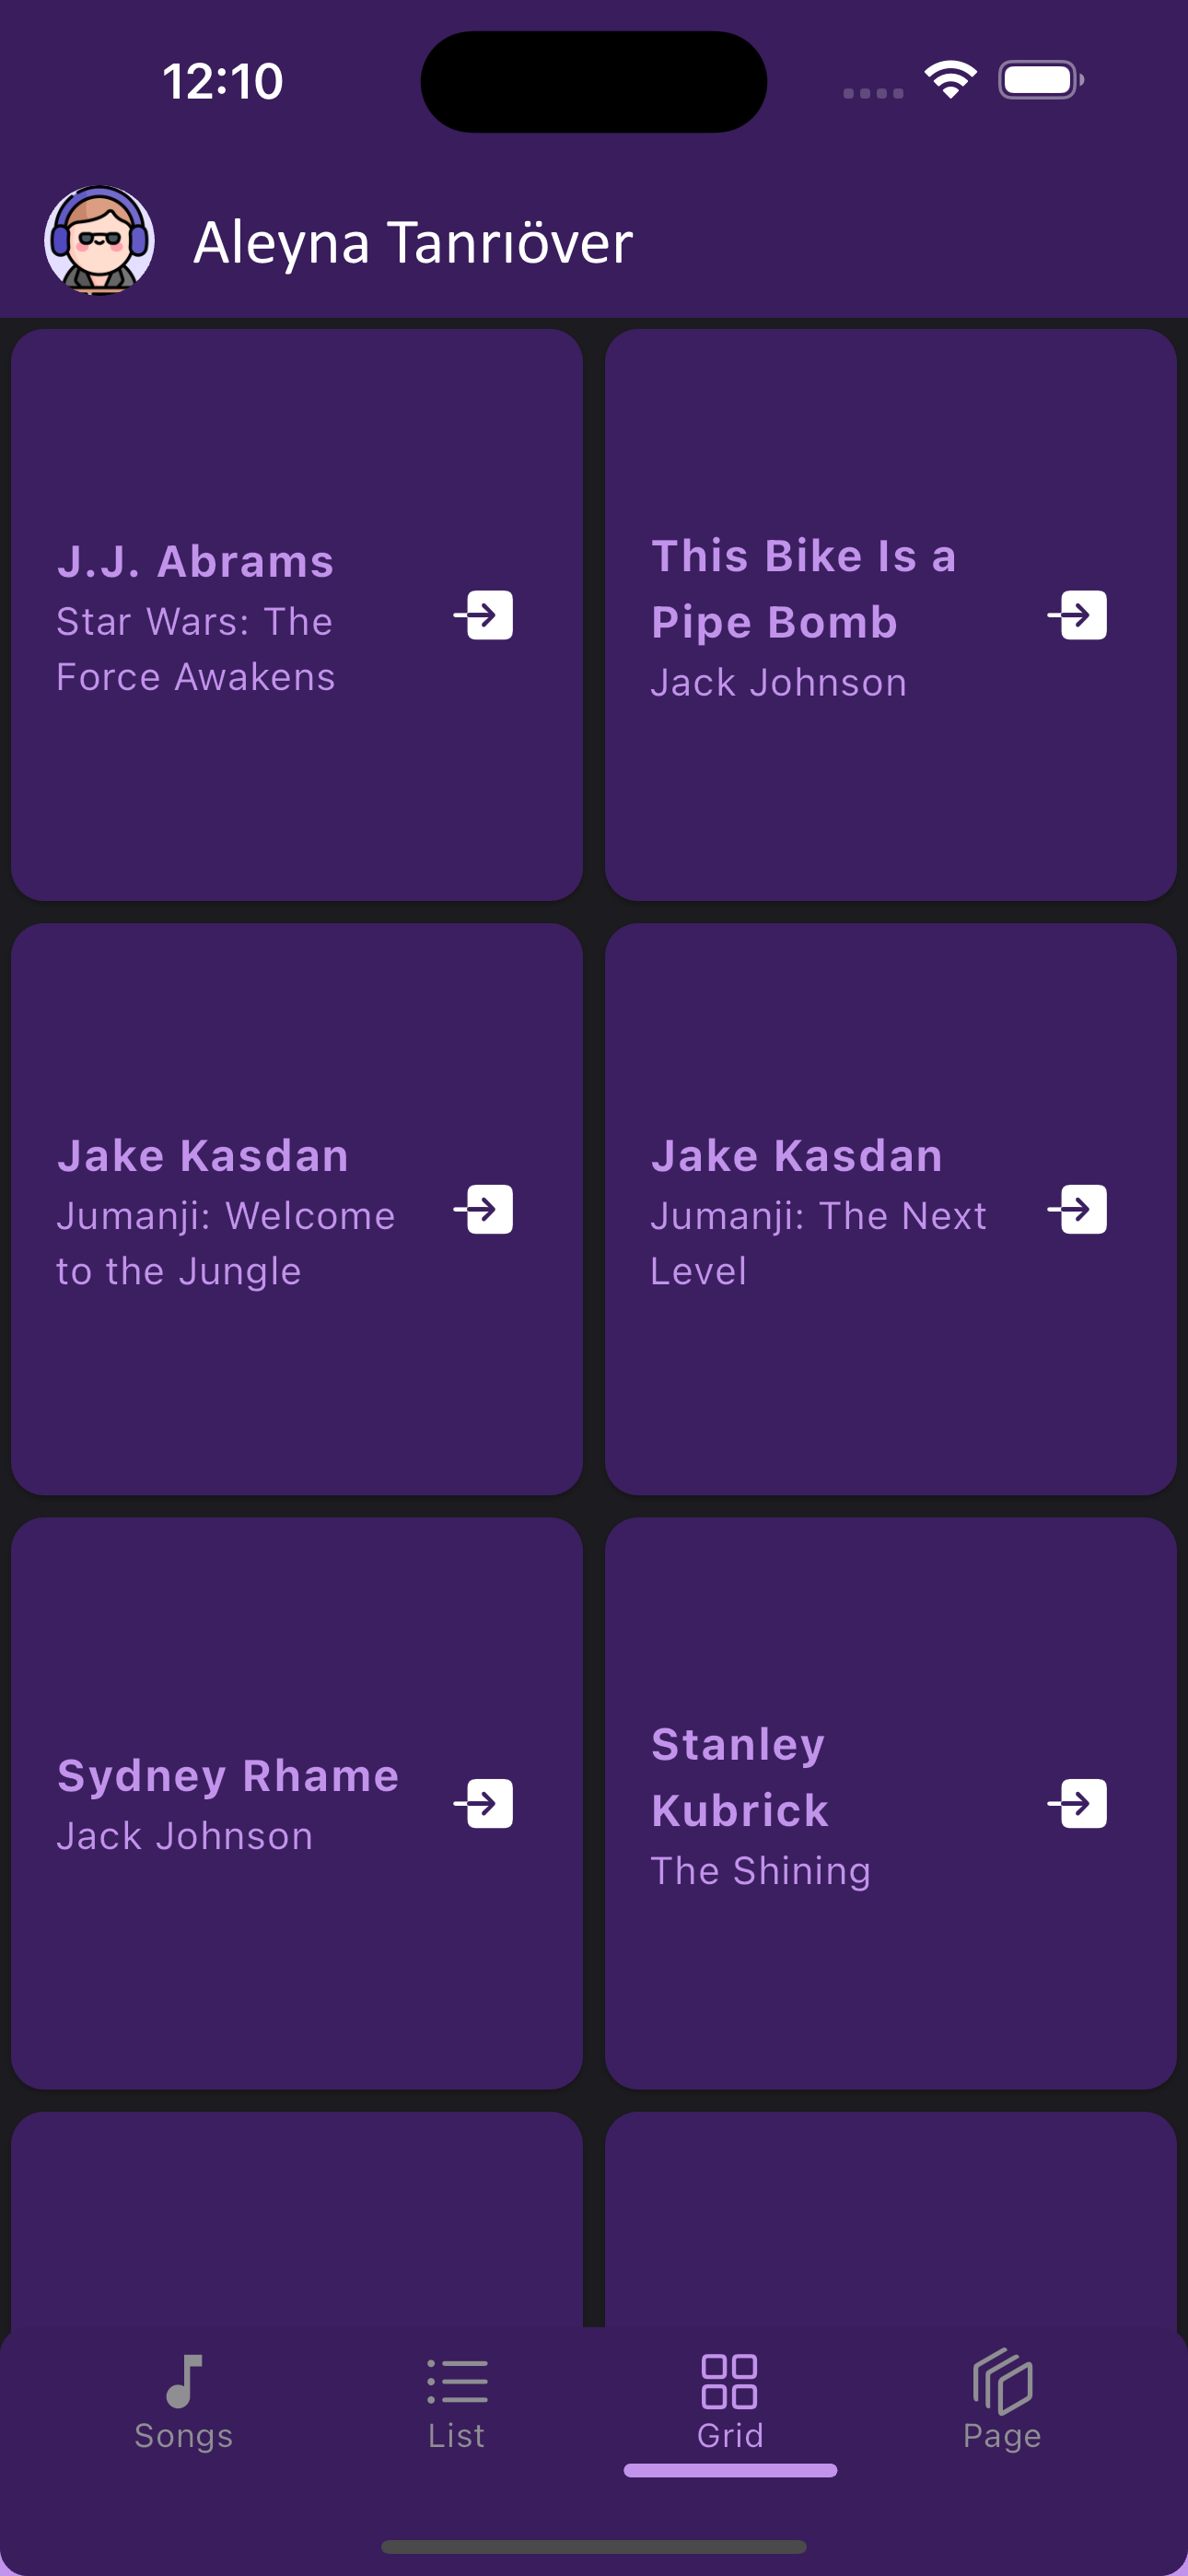 12:10
Aleyna Tanrıöver
J.J. Abrams
Star Wars: The
Force Awakens
This Bike Is a
Pipe Bomb
Jack Johnson
Jake Kasdan
Jumanji: Welcome
to the Jungle
Jake Kasdan
Jumanji: The Next
Level
Sydney Rhame
Jack Johnson
Stanley
Kubrick
The Shining
Songs
List
Grid
Page